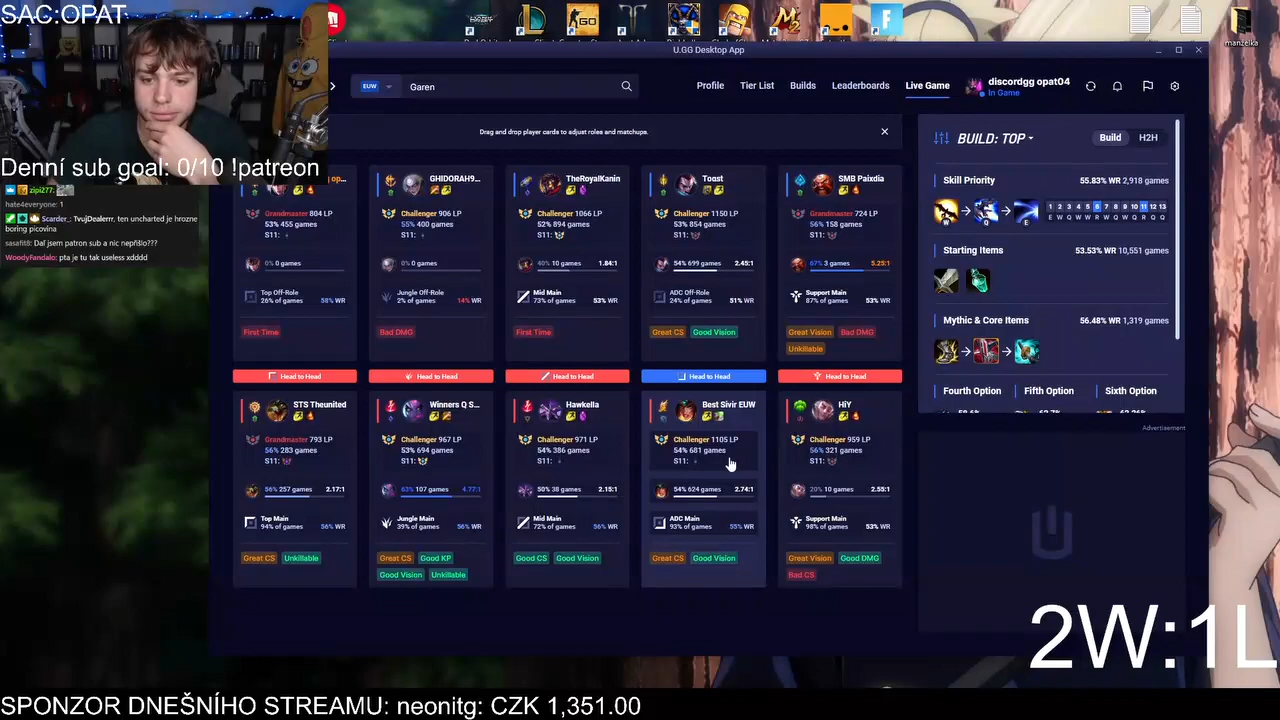 SAC:OPAT
Denní sub goal: 0/10 !patreon
zipi277:
hate4everyone: 1
Scarder_: TvujDealerrr, ten uncharted je hrozne
boring picovina
sasafit8: Daľ jsem patron sub a nic nepřišlo???
WoodyFandalo: pta je tu tak useless xdddd
manželka
U.GG Desktop App
EUW
Garen
Profile
Tier List
Builds
Leaderboards
Live Game
discordgg opat04
In Game
Drag and drop player cards to adjust roles and matchups.
Grandmaster 804 LP
53% 455 games
S11: -
0% 0 games
Top Off-Role
26% of games 58% WR
First Time
GHIDORAH9...
Challenger 906 LP
55% 400 games
S11: -
0% 0 games
Jungle Off-Role
2% of games 14% WR
Bad DMG
TheRoyalKanin
Challenger 1066 LP
52% 894 games
S11:
40% 10 games 1.84:1
Mid Main
73% of games 53% WR
First Time
Toast
Challenger 1150 LP
53% 854 games
S11:
54% 699 games 2.45:1
ADC Off-Role
24% of games 51% WR
Great CS Good Vision
SMB Paixdia
Grandmaster 724 LP
56% 158 games
S11:
67% 3 games 5.25:1
Support Main
87% of games 53% WR
Great Vision Bad DMG
Unkillable
Head to Head
Head to Head
Head to Head
Head to Head
Head to Head
STS Theunited
Grandmaster 793 LP
56% 283 games
S11:
56% 257 games 2.17:1
Top Main
94% of games 56% WR
Great CS Unkillable
Winners Q S...
Challenger 967 LP
53% 694 games
S11:
63% 107 games 4.77:1
Jungle Main
39% of games 56% WR
Great CS Good KP
Good Vision Unkillable
Hawkella
Challenger 971 LP
54% 386 games
S11: -
50% 38 games 2.15:1
Mid Main
72% of games 56% WR
Good CS Good Vision
Best Sivir EUW
Challenger 1105 LP
54% 681 games
S11: -
54% 624 games 2.74:1
ADC Main
93% of games 55% WR
Great CS Good Vision
HiY
Challenger 959 LP
56% 321 games
S11:
20% 10 games 2.55:1
Support Main
98% of games 53% WR
Great Vision Good DMG
Bad CS
BUILD: TOP
Build
H2H
Skill Priority 55.83% WR 2,918 games
W Q E
1 2 3 4 5 6 7 8 9 10 11 12 13
E W Q W W R W Q W Q R Q Q
Starting Items 53.53% WR 10,551 games
Mythic & Core Items 56.48% WR 1,319 games
Fourth Option Fifth Option Sixth Option
Advertisement
2W:1L
SPONZOR DNEŠNÍHO STREAMU: neonitg: CZK 1,351.00